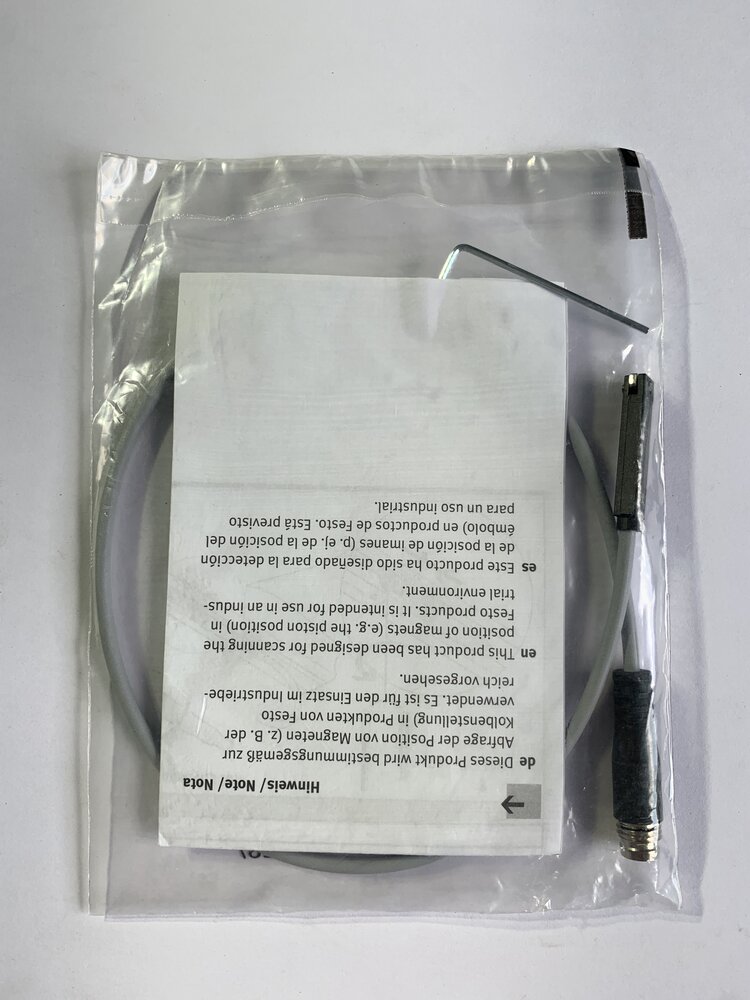 Hinweis/ Note/ Nota
de Dieses Produkt wird bestimmungsgemäß zur
Abfrage der Position von Magneten (z. B. der
Kolbenstellung) in Produkten von Festo
verwendet. Es ist für den Einsatz im Industriebe-
reich vorgesehen.
en This product has been designed for scanning the
position of magnets (e.g. the piston position) in
Festo products. It is intended for use in an indus-
trial environment.
es Este producto ha sido diseñado para la detección
de la posición de imanes (p. ej. de la posición del
émbolo) en productos de Festo. Está previsto
para un uso industrial.